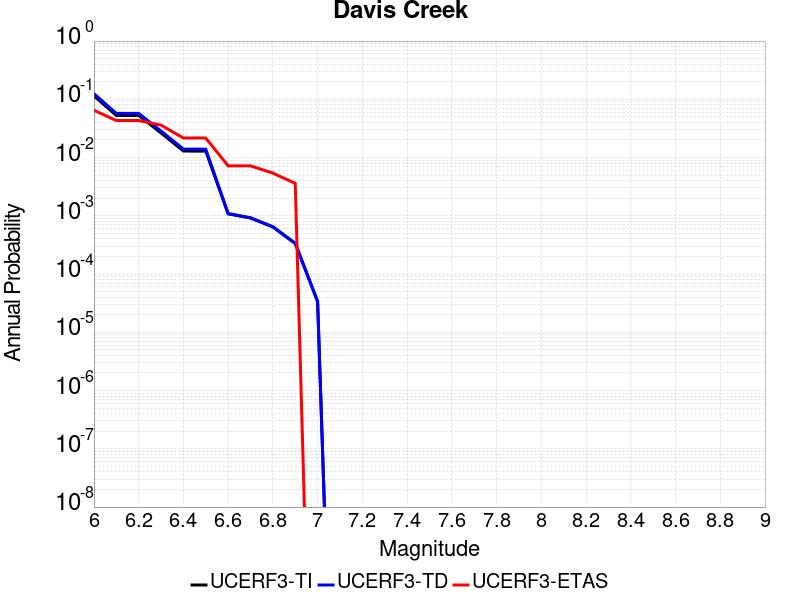 Davis Creek
10^0
10^-1
10^-2
10^-3
10^-4
10^-5
10^-6
10^-7
10^-8
Annual Probability
6 6.2 6.4 6.6 6.8 7 7.2 7.4 7.6 7.8 8 8.2 8.4 8.6 8.8 9
Magnitude
UCERF3-TI UCERF3-TD UCERF3-ETAS